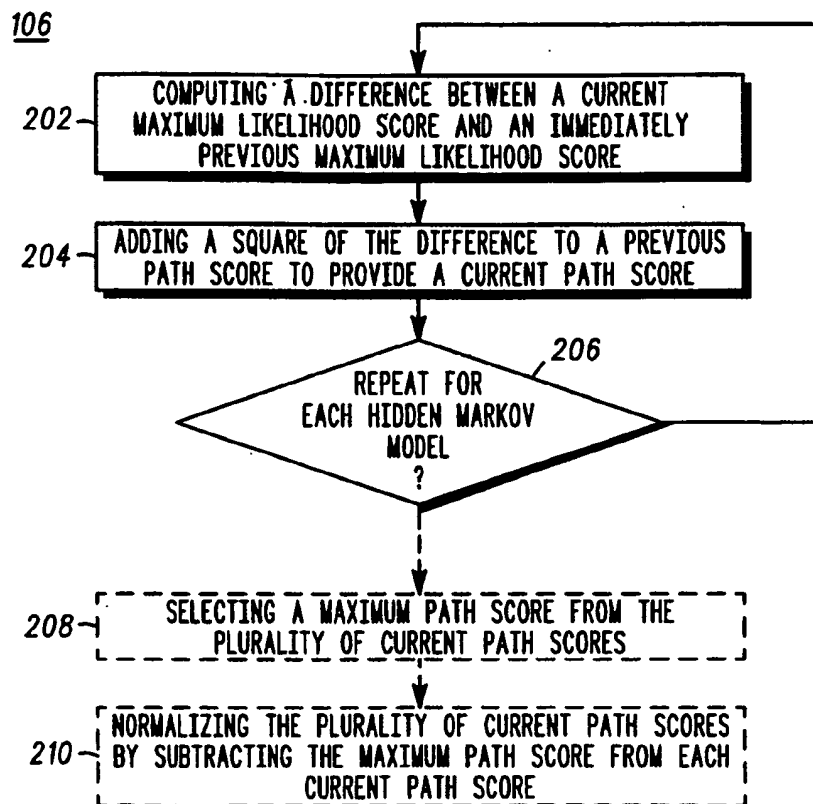 106
202
COMPUTING A DIFFERENCE BETWEEN A CURRENT
MAXIMUM LIKELIHOOD SCORE AND AN IMMEDIATELY
PREVIOUS MAXIMUM LIKELIHOOD SCORE
204
ADDING A SQUARE OF THE DIFFERENCE TO A PREVIOUS
PATH SCORE TO PROVIDE A CURRENT PATH SCORE
206
REPEAT FOR
EACH HIDDEN MARKOV
MODEL
?
208
SELECTING A MAXIMUM PATH SCORE FROM THE
PLURALITY OF CURRENT PATH SCORES
210
NORMALIZING THE PLURALITY OF CURRENT PATH SCORES
BY SUBTRACTING THE MAXIMUM PATH SCORE FROM EACH
CURRENT PATH SCORE